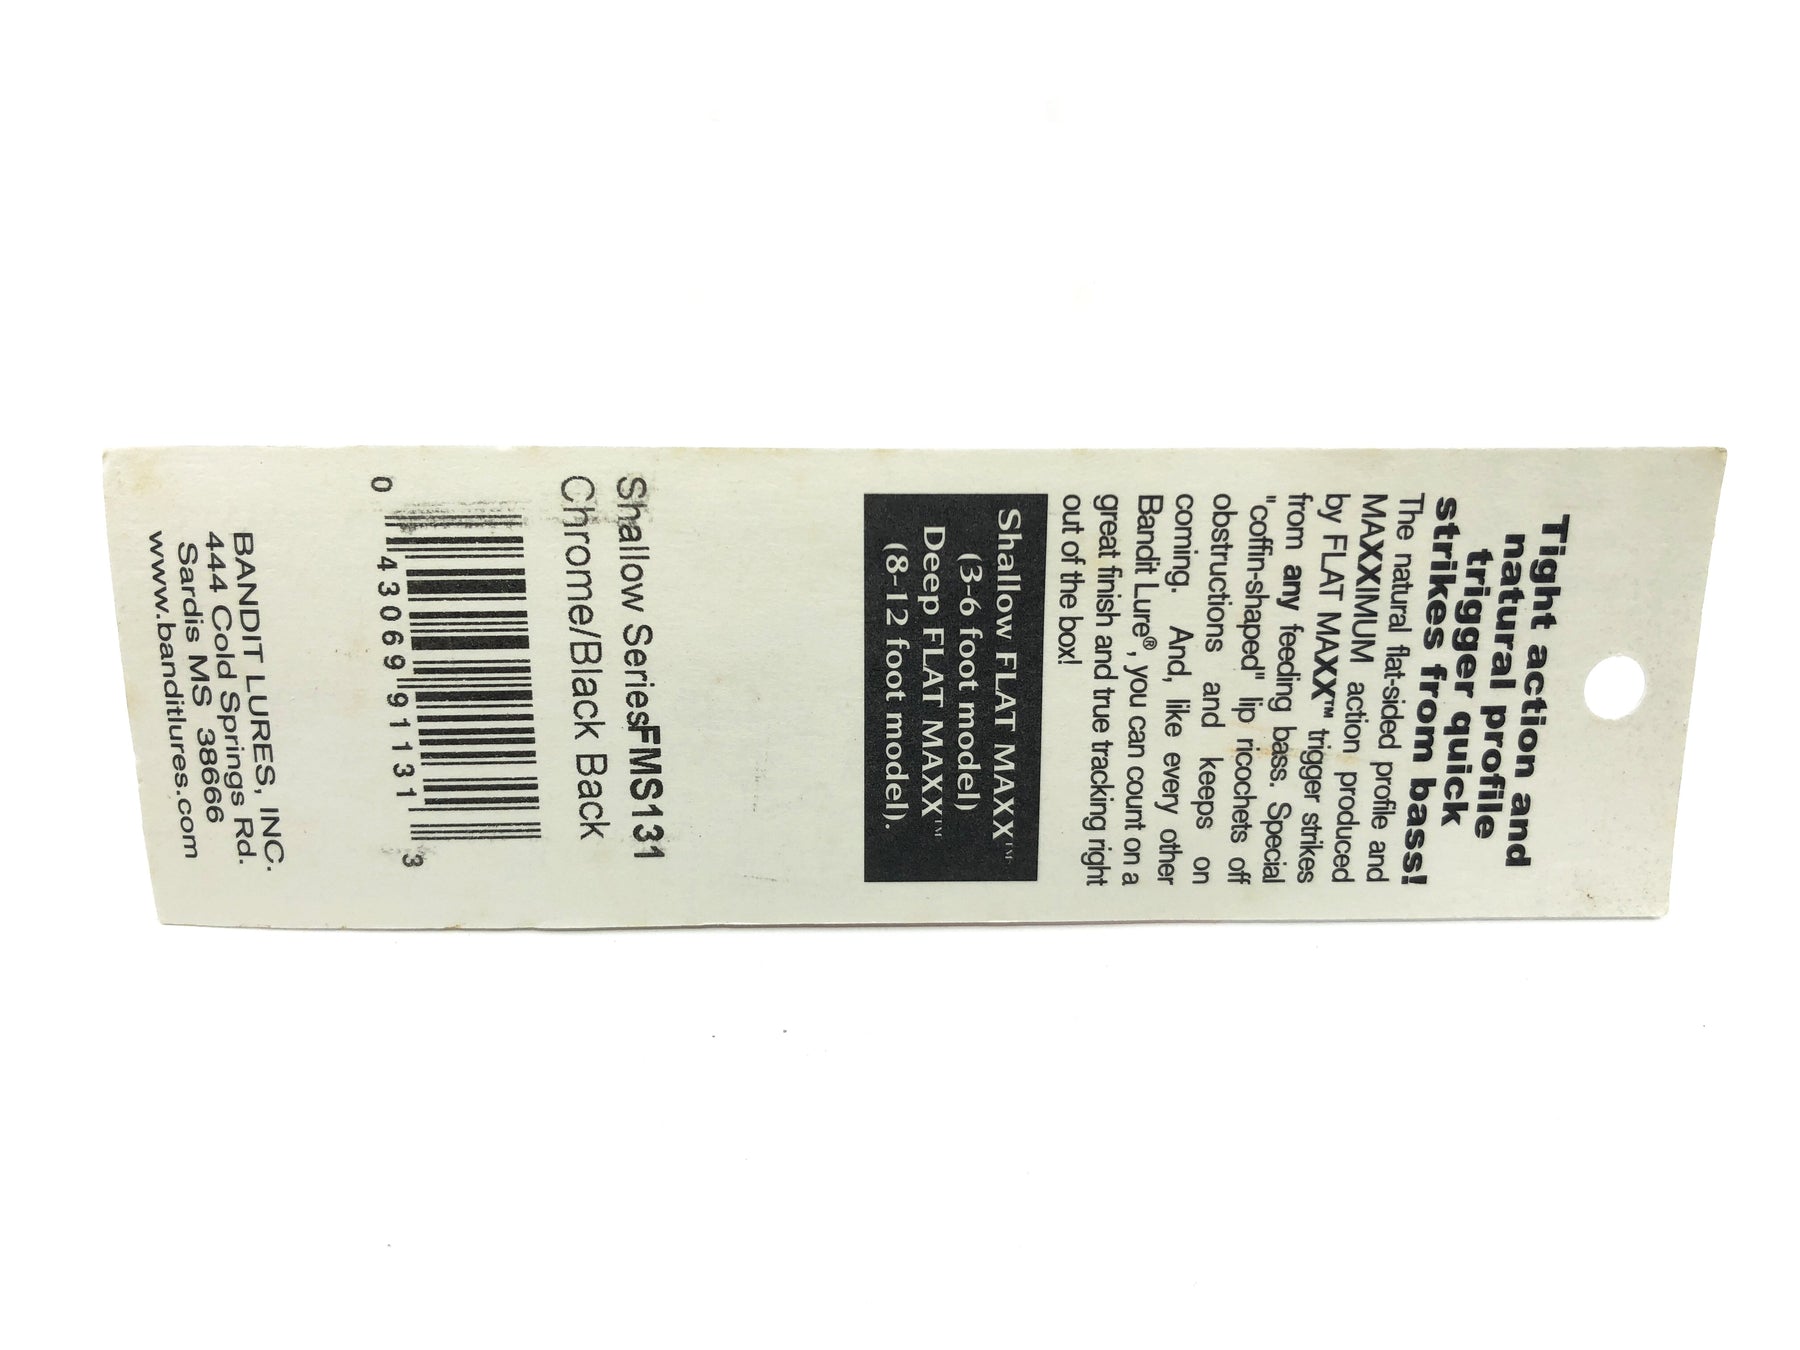 Tight action and
natural profile
trigger quick
strikes from bass!
The natural flat-sided profile and
MAXXIMUM action produced
by FLAT MAXX™ trigger strikes
from any feeding bass. Special
"coffin-shaped" lip ricochets off
obstructions and keeps on
coming. And, like every other
Bandit Lure®, you can count on a
great finish and true tracking right
out of the box!
Shallow FLAT MAXX™
(3-6 foot model)
Deep FLAT MAXX™
(8-12 foot model).
Shallow SeriesFMS131
Chrome/Black Back
0 43069 91131 3
BANDIT LURES, INC.
444 Cold Springs Rd.
Sardis MS 38666
www.banditlures.com